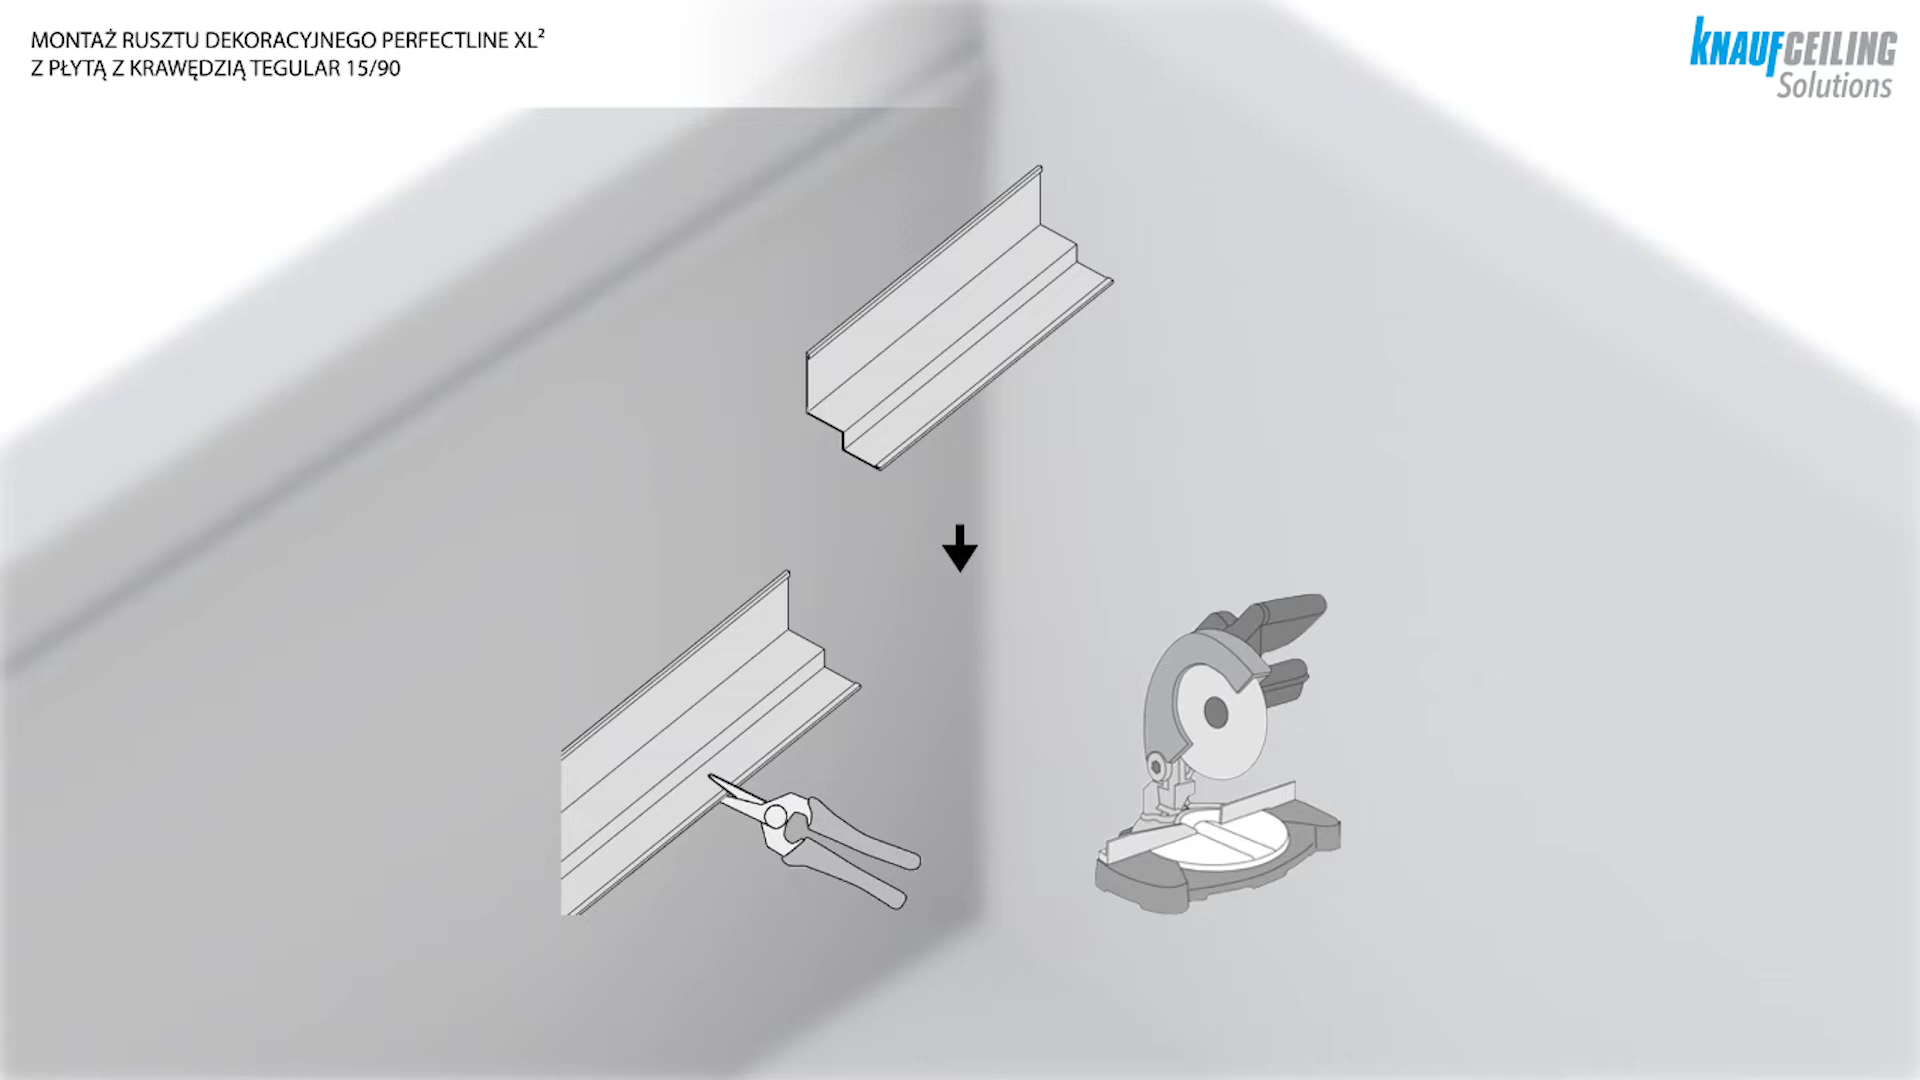 MONTAŻ RUSZTU DEKORACYJNEGO PERFECTLINE XL²
Z PŁYTĄ Z KRAWĘDZIĄ TEGULAR 15/90
KNAUF CEILING
Solutions